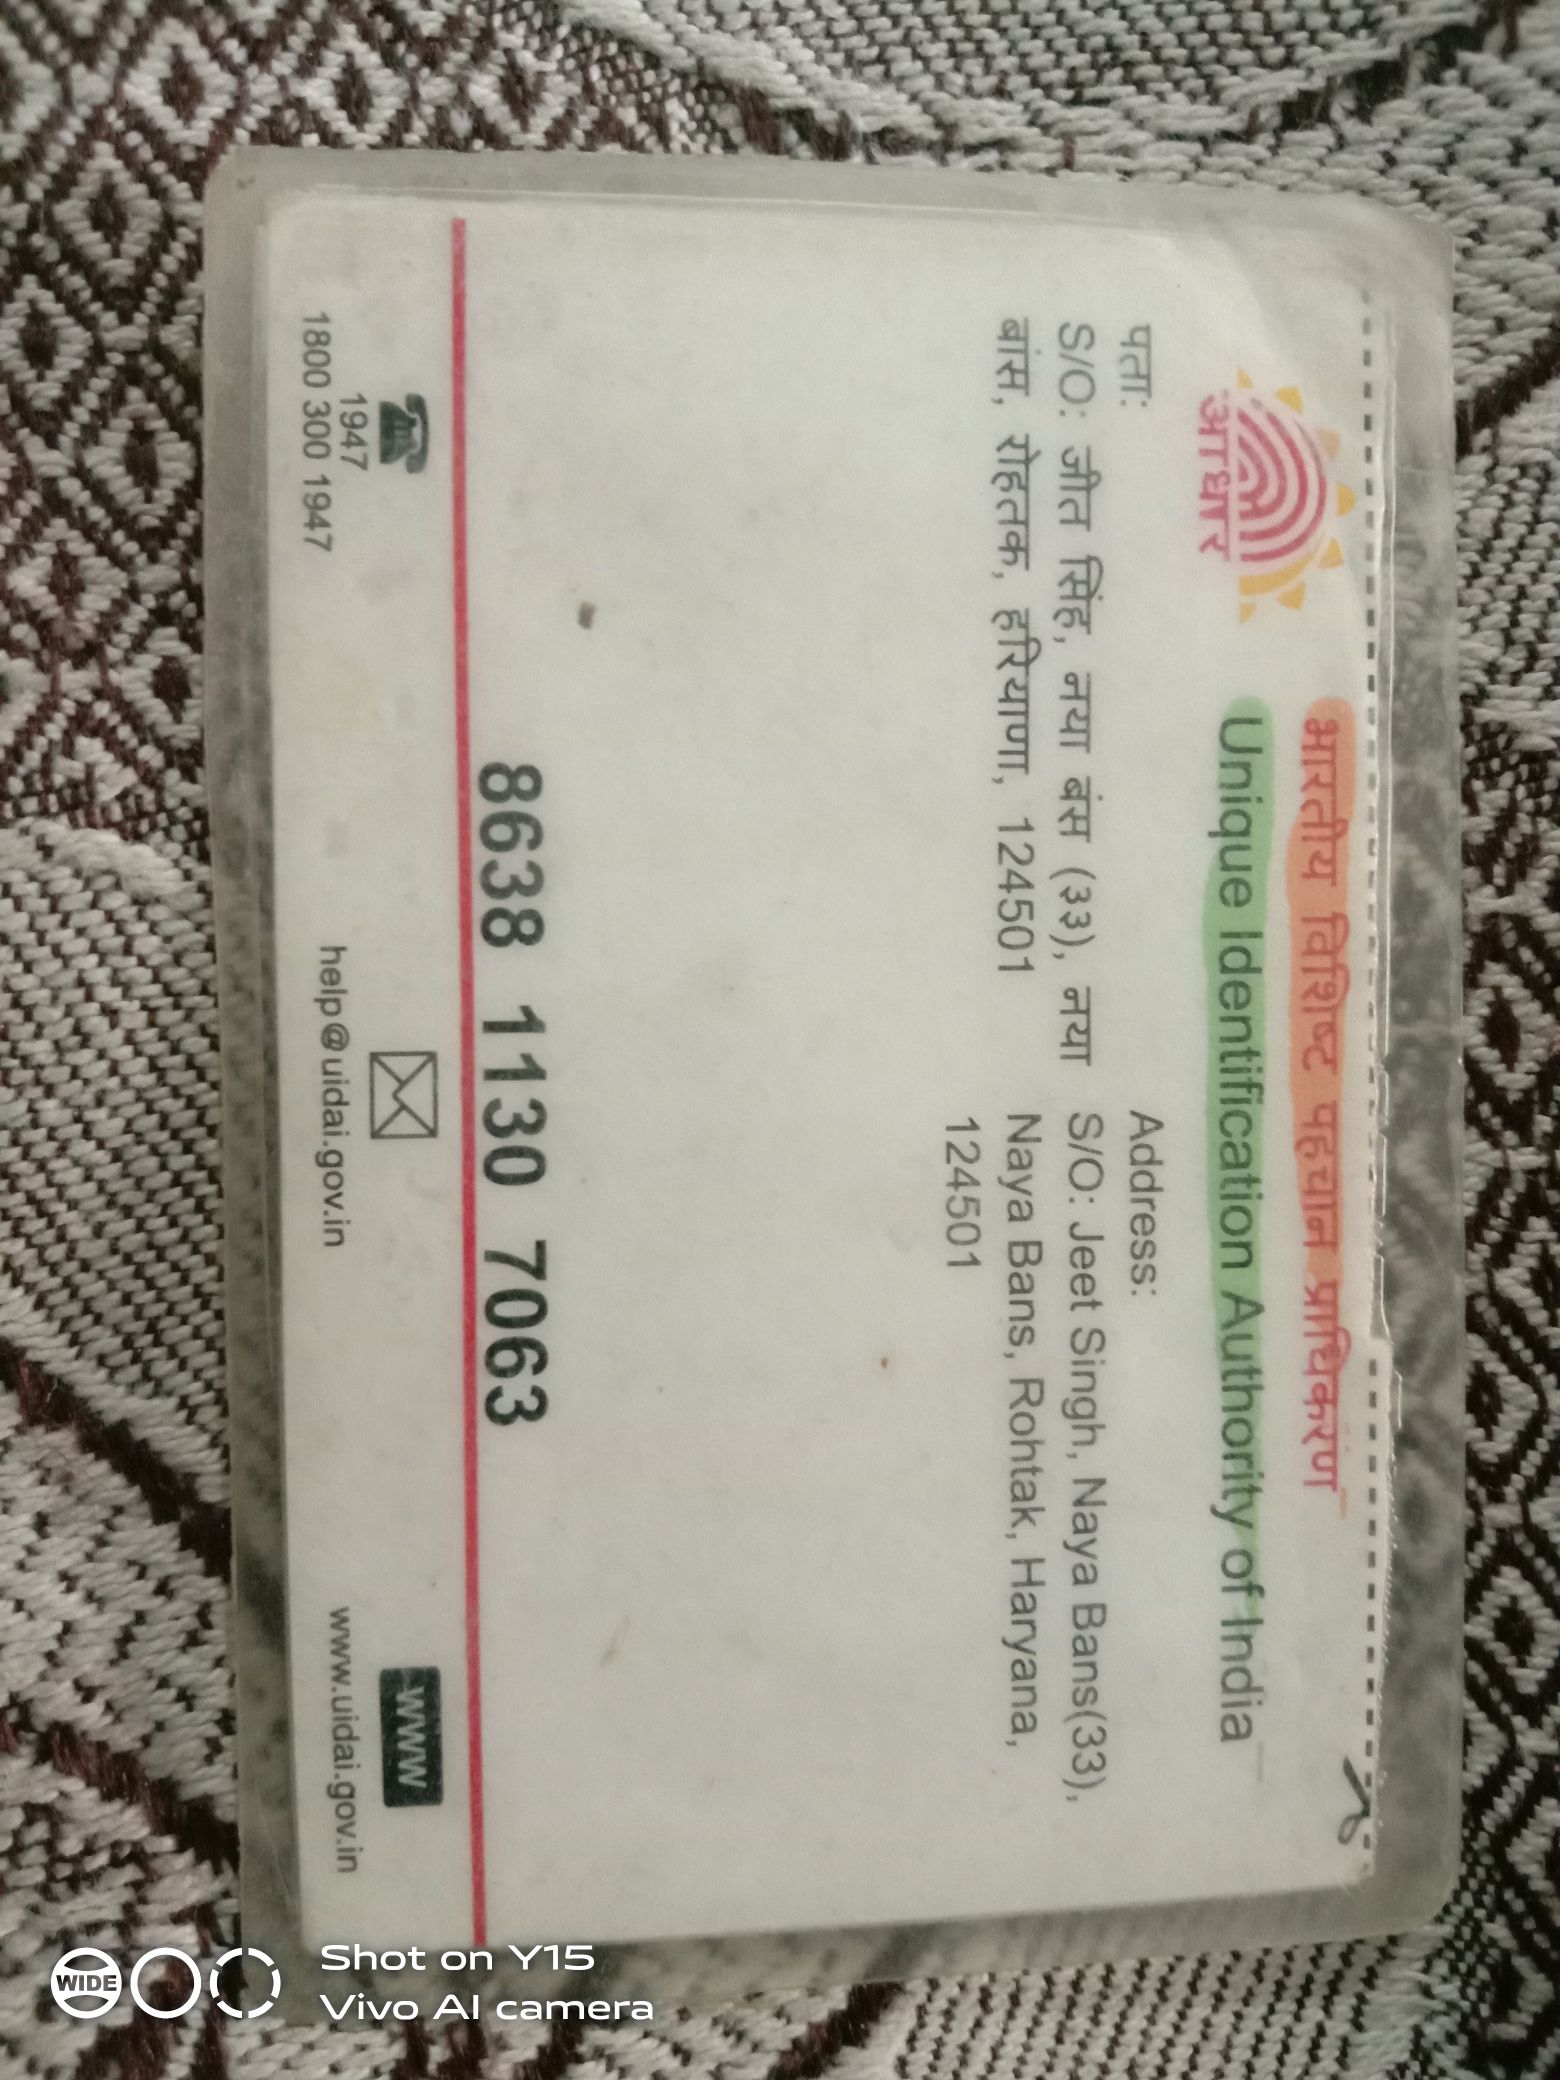 भारतीय विशिष्ट पहचान प्राधिकरण
Unique Identification Authority of India
आधार
पता:
S/O: जीत सिंह, नया बंस (३३), नया
बांस, रोहतक, हरियाणा, 124501
Address:
S/O: Jeet Singh, Naya Bans(33),
Naya Bans, Rohtak, Haryana,
124501
8638 1130 7063
1947
1800 300 1947
help@uidai.gov.in
www
www.uidai.gov.in
WIDE
Shot on Y15
Vivo AI camera